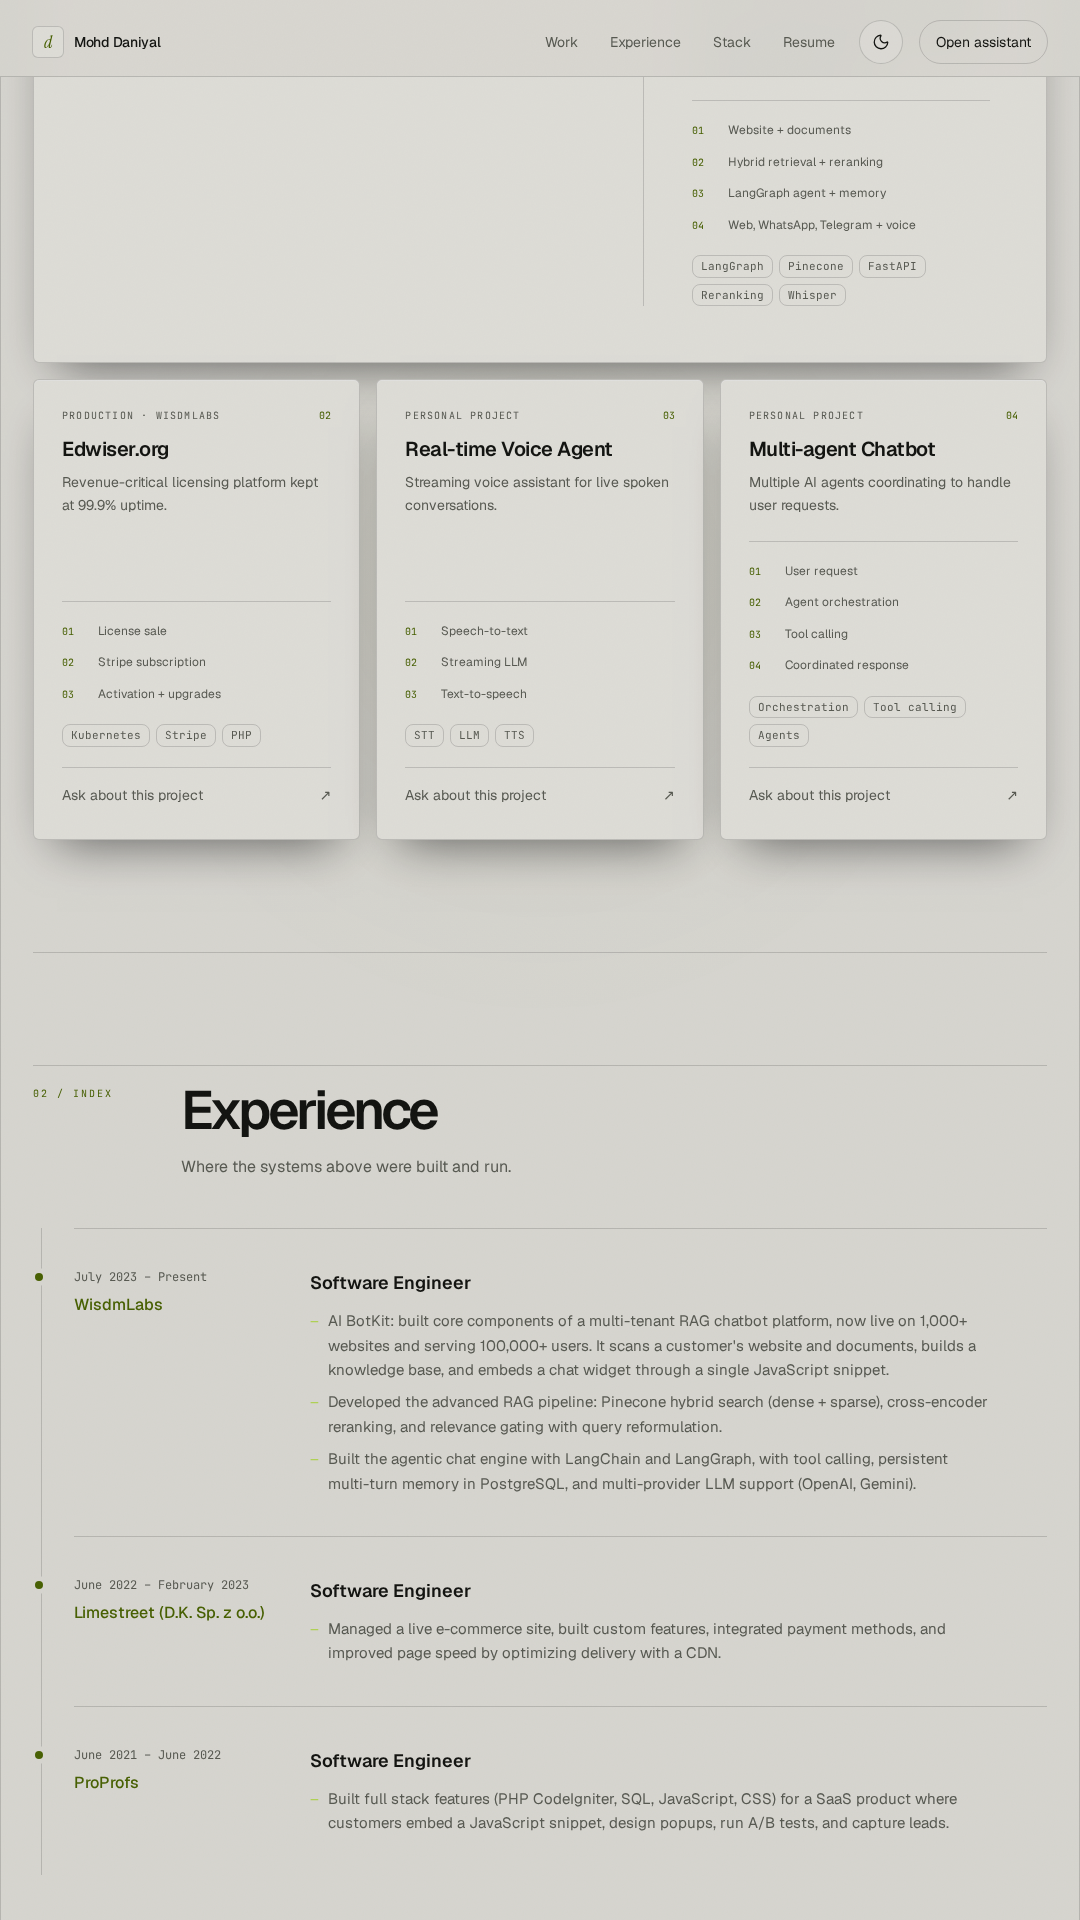 d
Mohd Daniyal
Work
Experience
Stack
Resume
Open assistant
01 Website + documents
02 Hybrid retrieval + reranking
03 LangGraph agent + memory
04 Web, WhatsApp, Telegram + voice
LangGraph Pinecone FastAPI
Reranking Whisper
PRODUCTION · WISDMLABS 02
Edwiser.org
Revenue-critical licensing platform kept
at 99.9% uptime.
01 License sale
02 Stripe subscription
03 Activation + upgrades
Kubernetes Stripe PHP
Ask about this project ↗
PERSONAL PROJECT 03
Real-time Voice Agent
Streaming voice assistant for live spoken
conversations.
01 Speech-to-text
02 Streaming LLM
03 Text-to-speech
STT LLM TTS
Ask about this project ↗
PERSONAL PROJECT 04
Multi-agent Chatbot
Multiple AI agents coordinating to handle
user requests.
01 User request
02 Agent orchestration
03 Tool calling
04 Coordinated response
Orchestration Tool calling
Agents
Ask about this project ↗
02 / INDEX
Experience
Where the systems above were built and run.
July 2023 – Present
WisdmLabs
Software Engineer
– AI BotKit: built core components of a multi-tenant RAG chatbot platform, now live on 1,000+
websites and serving 100,000+ users. It scans a customer's website and documents, builds a
knowledge base, and embeds a chat widget through a single JavaScript snippet.
– Developed the advanced RAG pipeline: Pinecone hybrid search (dense + sparse), cross-encoder
reranking, and relevance gating with query reformulation.
– Built the agentic chat engine with LangChain and LangGraph, with tool calling, persistent
multi-turn memory in PostgreSQL, and multi-provider LLM support (OpenAI, Gemini).
June 2022 – February 2023
Limestreet (D.K. Sp. z o.o.)
Software Engineer
– Managed a live e-commerce site, built custom features, integrated payment methods, and
improved page speed by optimizing delivery with a CDN.
June 2021 – June 2022
ProProfs
Software Engineer
– Built full stack features (PHP CodeIgniter, SQL, JavaScript, CSS) for a SaaS product where
customers embed a JavaScript snippet, design popups, run A/B tests, and capture leads.